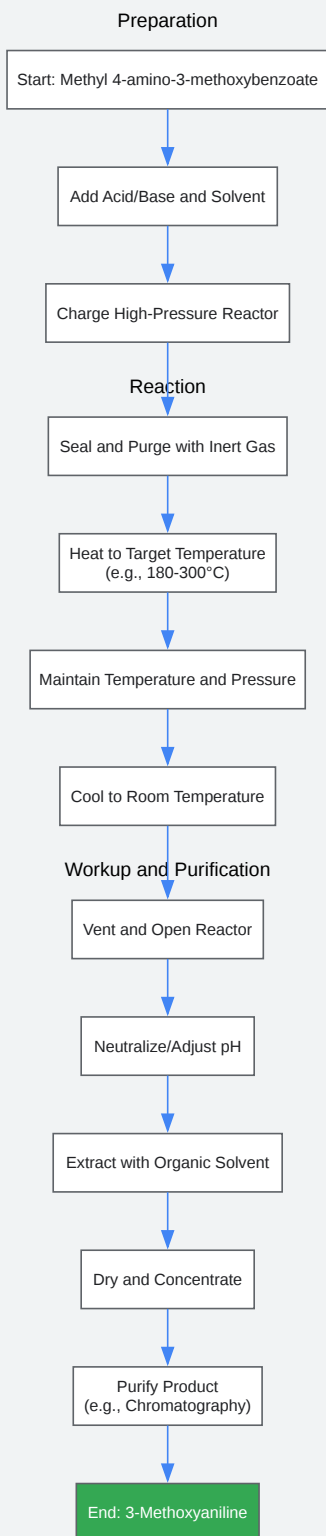 Preparation
Start: Methyl 4-amino-3-methoxybenzoate
Add Acid/Base and Solvent
Charge High-Pressure Reactor
Reaction
Seal and Purge with Inert Gas
Heat to Target Temperature
(e.g., 180-300°C)
Maintain Temperature and Pressure
Cool to Room Temperature
Workup and Purification
Vent and Open Reactor
Neutralize/Adjust pH
Extract with Organic Solvent
Dry and Concentrate
Purify Product
(e.g., Chromatography)
End: 3-Methoxyaniline